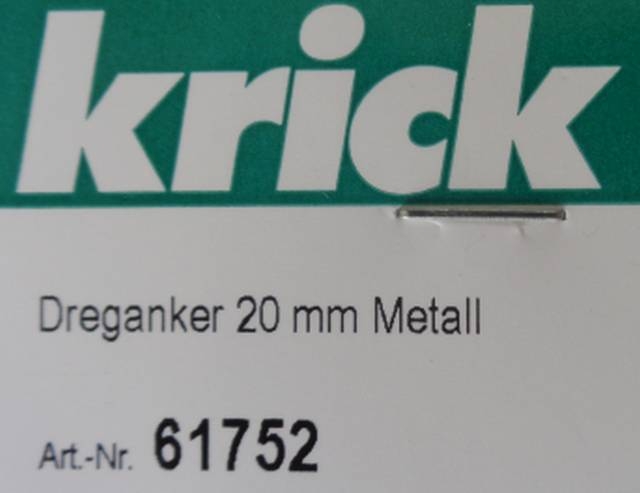 krick
Dreganker 20 mm Metall
Art.-Nr. 61752